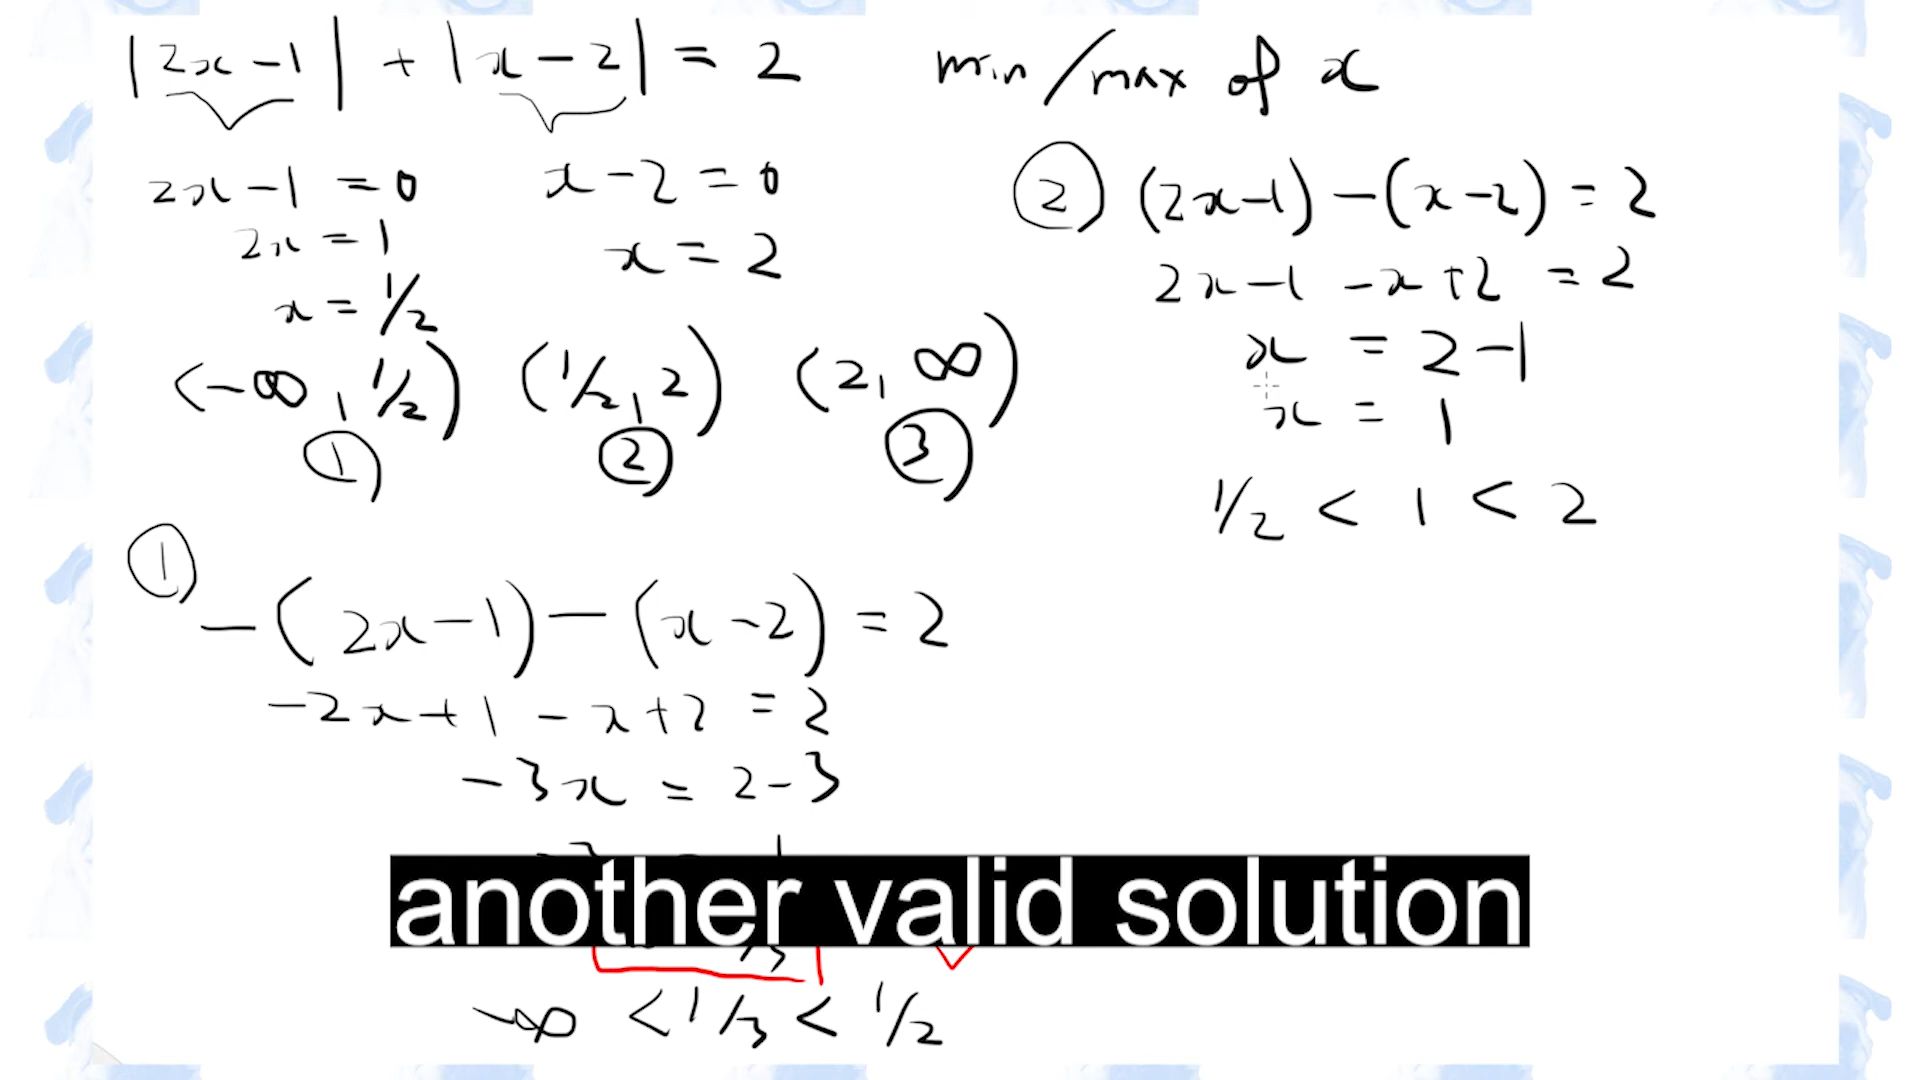 |2x-1| + |x-2| = 2
min/max of x
2x-1 = 0
x-2 = 0
2x = 1
x = 2
x = 1/2
(-∞, 1/2) (1/2, 2) (2, ∞)
① ② ③
①
-(2x-1) - (x-2) = 2
-2x+1 - x+2 = 2
-3x = 2-3
-∞ < 1/3 < 1/2
② (2x-1) - (x-2) = 2
2x-1 - x+2 = 2
x = 2-1
x = 1
1/2 < 1 < 2
another valid solution